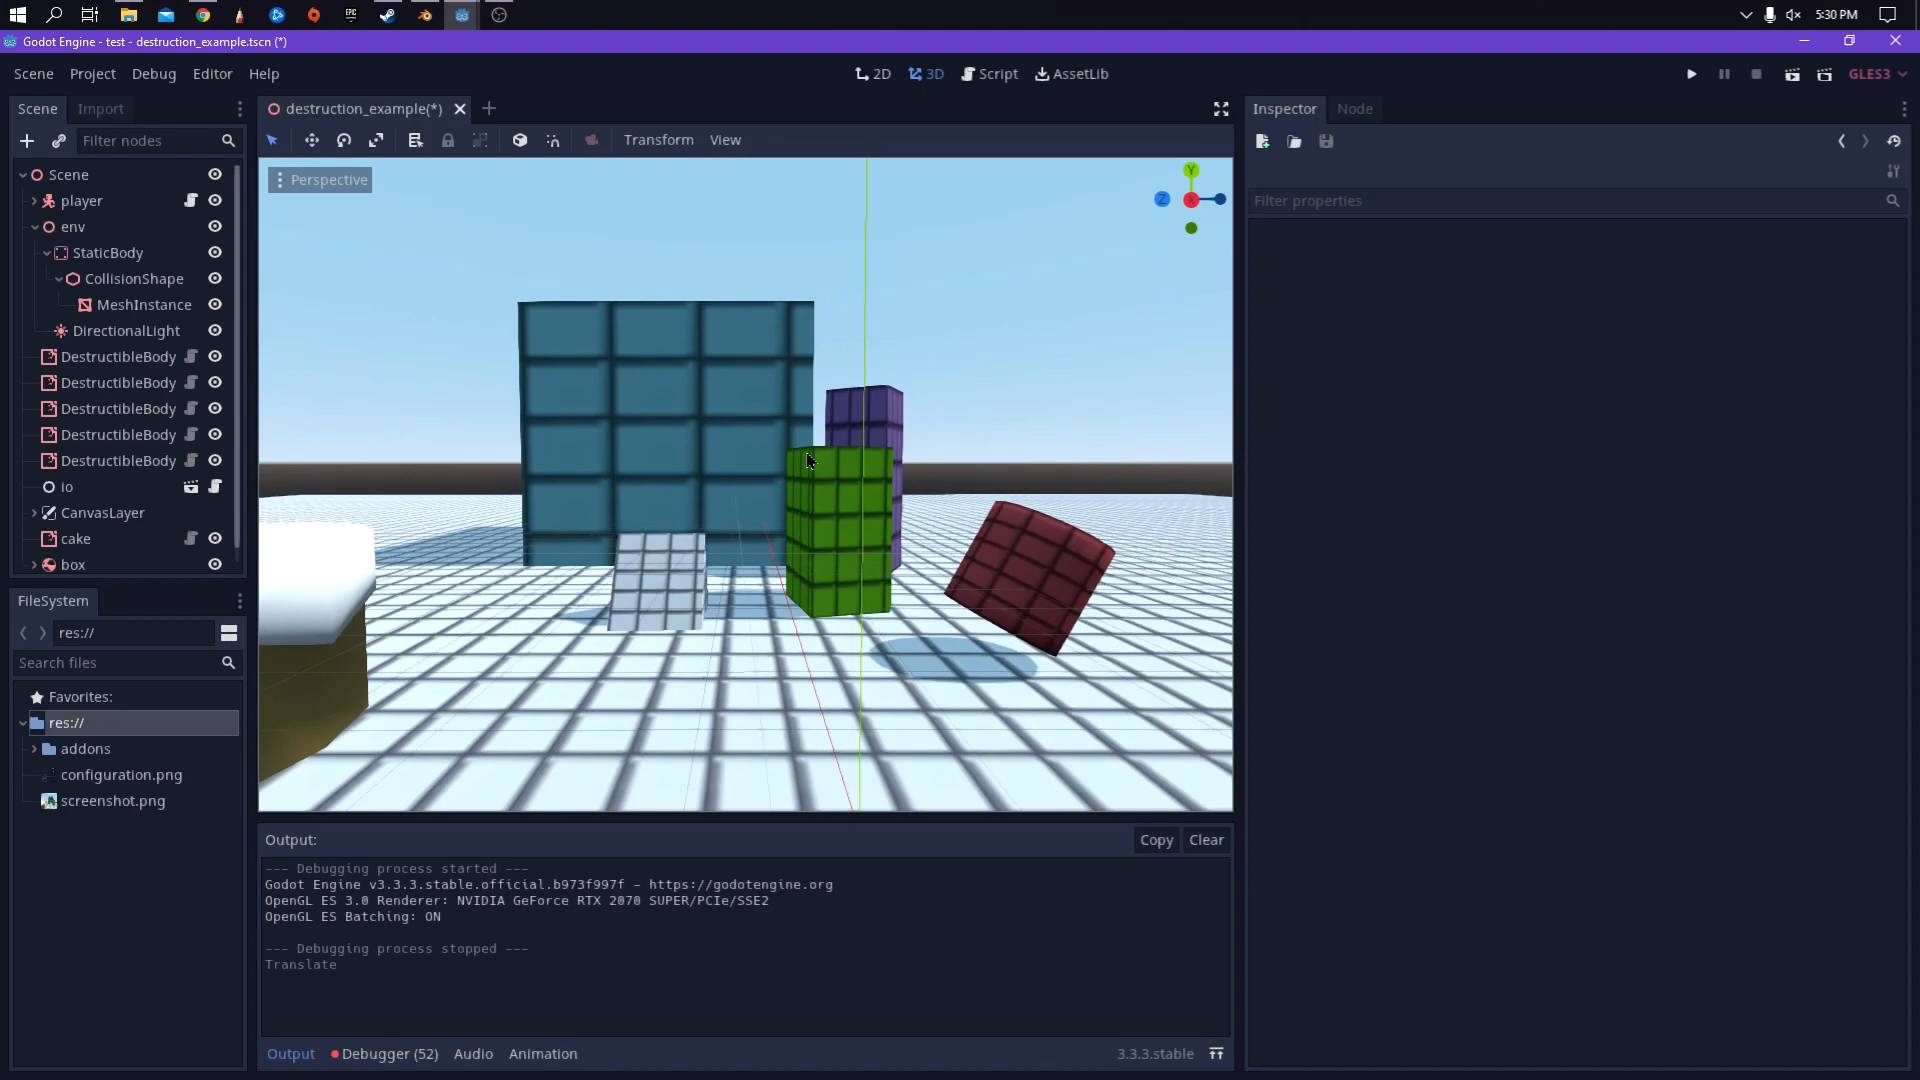 5:30 PM
Godot Engine - test - destruction_example.tscn (*)
Scene Project Debug Editor Help
2D 3D Script AssetLib
GLES3
Scene Import
destruction_example(*)
Inspector Node
Filter nodes
Transform View
Perspective
Y
Z
X
Filter properties
Scene
player
env
StaticBody
CollisionShape
MeshInstance
DirectionalLight
DestructibleBody
DestructibleBody
DestructibleBody
DestructibleBody
DestructibleBody
io
CanvasLayer
cake
box
FileSystem
res://
Search files
Favorites:
res://
addons
configuration.png
screenshot.png
Output:
Copy Clear
--- Debugging process started ---
Godot Engine v3.3.3.stable.official.b973f997f - https://godotengine.org
OpenGL ES 3.0 Renderer: NVIDIA GeForce RTX 2070 SUPER/PCIe/SSE2
OpenGL ES Batching: ON
--- Debugging process stopped ---
Translate
Output Debugger (52) Audio Animation
3.3.3.stable